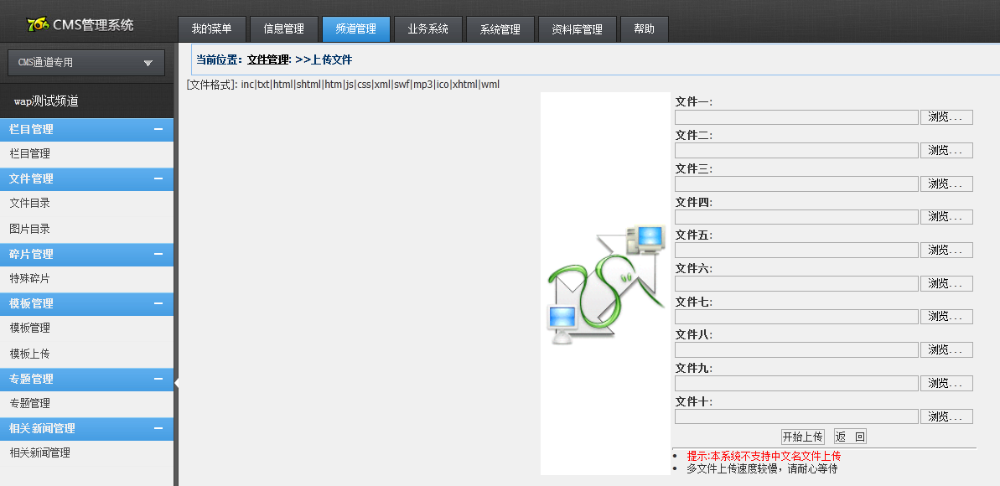 766 CMS管理系统
我的菜单 信息管理 频道管理 业务系统 系统管理 资料库管理 帮助
CMS通道专用
wap测试频道
栏目管理
栏目管理
文件管理
文件目录
图片目录
碎片管理
特殊碎片
模板管理
模板管理
模板上传
专题管理
专题管理
相关新闻管理
相关新闻管理
当前位置: 文件管理: >>上传文件
[文件格式]: inc|txt|html|shtml|htm|js|css|xml|swf|mp3|ico|xhtml|wml
文件一:
浏览...
文件二:
浏览...
文件三:
浏览...
文件四:
浏览...
文件五:
浏览...
文件六:
浏览...
文件七:
浏览...
文件八:
浏览...
文件九:
浏览...
文件十:
浏览...
开始上传 返 回
提示:本系统不支持中文名文件上传
多文件上传速度较慢，请耐心等待